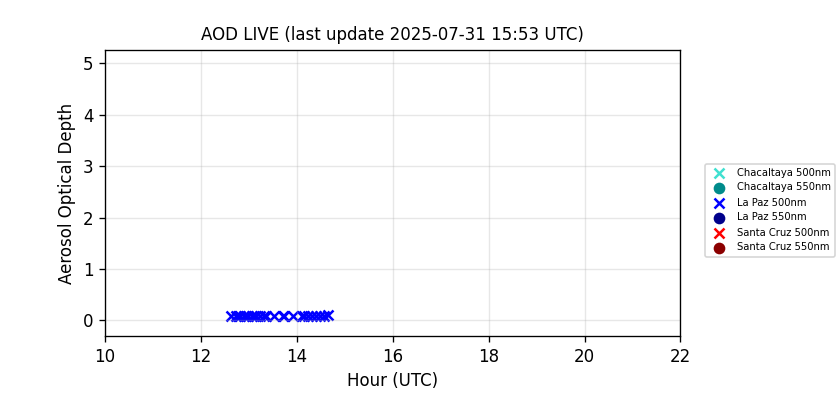 AOD LIVE (last update 2025-07-31 15:53 UTC)
5
4
3
2
1
0
Aerosol Optical Depth
10 12 14 16 18 20 22
Hour (UTC)
Chacaltaya 500nm
Chacaltaya 550nm
La Paz 500nm
La Paz 550nm
Santa Cruz 500nm
Santa Cruz 550nm